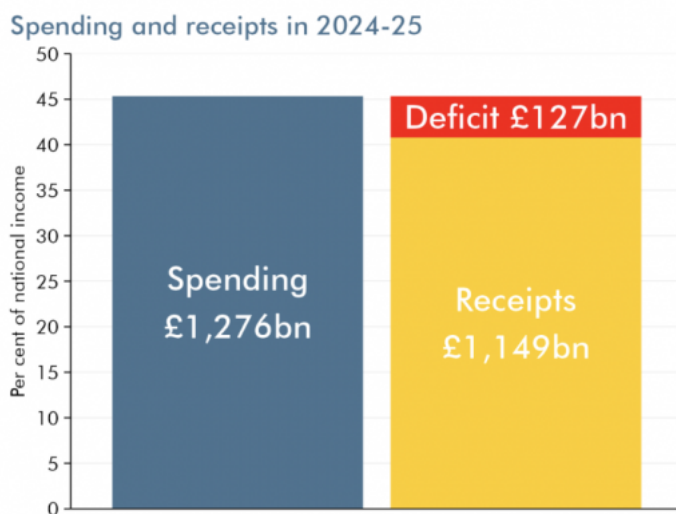 Spending and receipts in 2024-25
Per cent of national income
50
45
40
35
30
25
20
15
10
5
0
Spending
£1,276bn
Deficit £127bn
Receipts
£1,149bn